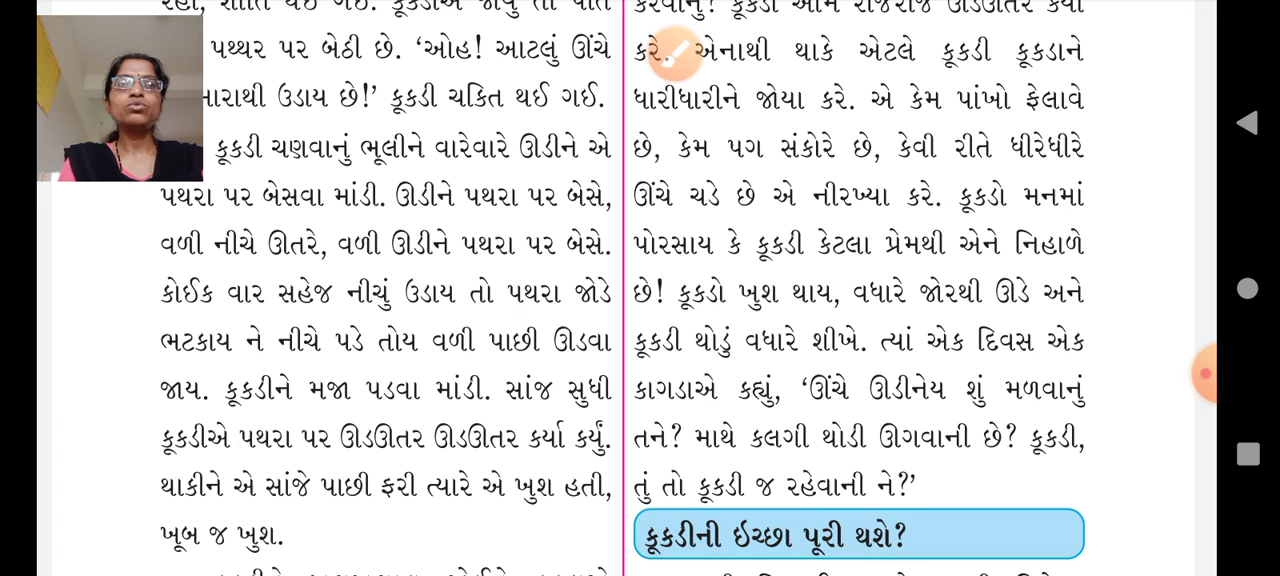 પથ્થર પર બેઠી છે. 'ઓહ! આટલું ઊંચે
મારાથી ઉડાય છે!' કૂકડી ચકિત થઈ ગઈ.
કૂકડી ચણવાનું ભૂલીને વારેવારે ઊડીને એ
પથરા પર બેસવા માંડી. ઊડીને પથરા પર બેસે,
વળી નીચે ઊતરે, વળી ઊડીને પથરા પર બેસે.
કોઈક વાર સહેજ નીચું ઉડાય તો પથરા જોડે
ભટકાય ને નીચે પડે તોય વળી પાછી ઊડવા
જાય. કૂકડીને મજા પડવા માંડી. સાંજ સુધી
કૂકડીએ પથરા પર ઊડઊતર ઊડઊતર કર્યા કર્યું.
થાકીને એ સાંજે પાછી ફરી ત્યારે એ ખુશ હતી,
ખૂબ જ ખુશ.
કરે. એનાથી થાકે એટલે કૂકડી કૂકડાને
ધારીધારીને જોયા કરે. એ કેમ પાંખો ફેલાવે
છે, કેમ પગ સંકોરે છે, કેવી રીતે ધીરેધીરે
ઊંચે ચડે છે એ નીરખ્યા કરે. કૂકડો મનમાં
પોરસાય કે કૂકડી કેટલા પ્રેમથી એને નિહાળે
છે! કૂકડો ખુશ થાય, વધારે જોરથી ઊડે અને
કૂકડી થોડું વધારે શીખે. ત્યાં એક દિવસ એક
કાગડાએ કહ્યું, 'ઊંચે ઊડીનેય શું મળવાનું
તને? માથે કલગી થોડી ઊગવાની છે? કૂકડી,
તું તો કૂકડી જ રહેવાની ને?'
કૂકડીની ઇચ્છા પૂરી થશે?